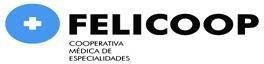 FELICOOP
COOPERATIVA
MÉDICA DE
ESPECIALIDADES